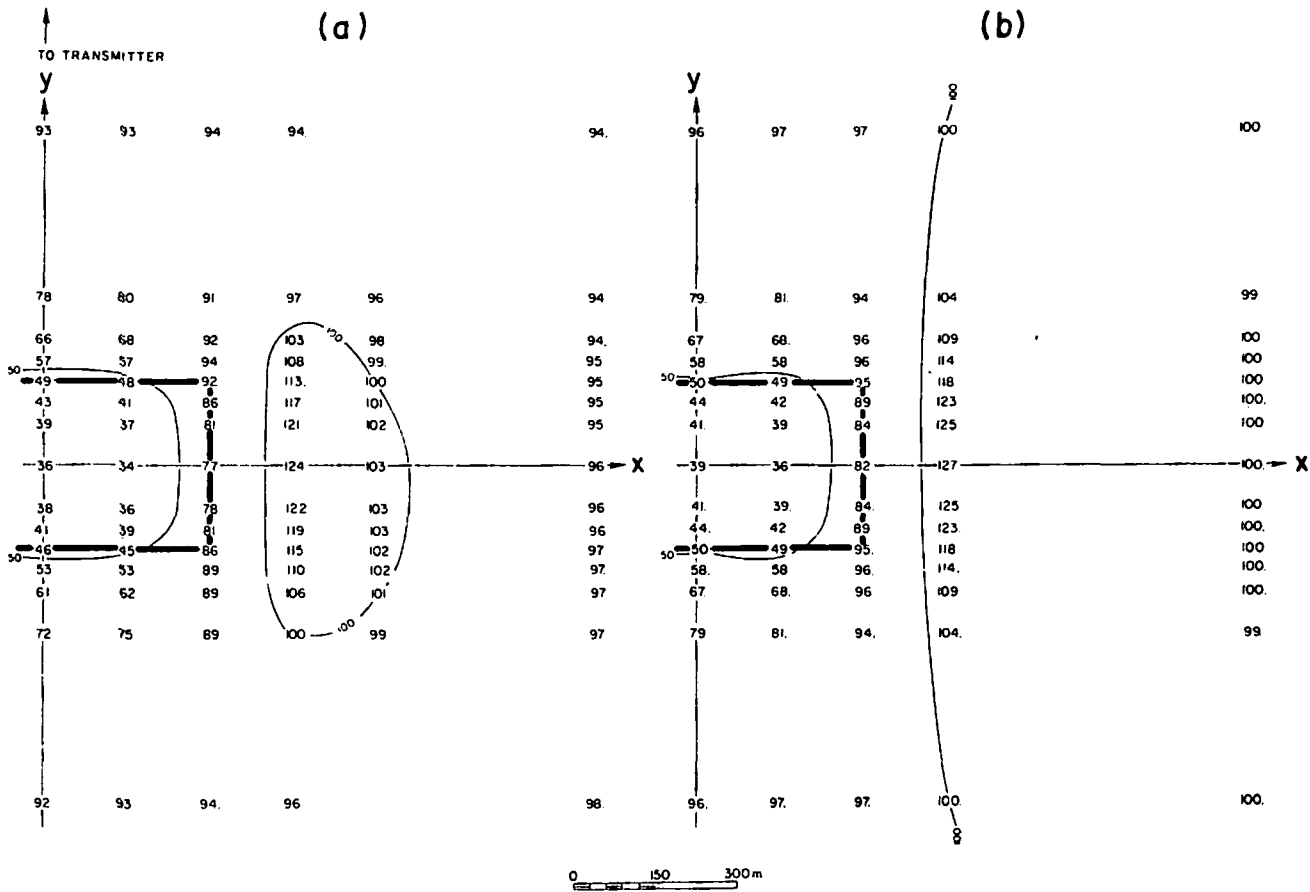 (a) (b)
TO TRANSMITTER
y y
100
93 93 94 94. 94. 96 97 97 100 100
78 80 91 97 96 94 79. 81. 94 104 99
100
66 68 92 103 98 94. 67 68. 96 109 100
57 57 94 108 99. 95 58 58 96 114 100
50 50
49 48 92 113. 100 95 50 49 95 118 100
43 41 86 117 101 95 44 42 89 123 100.
39 37 81 121 102 95 41. 39 84 125 100
36 34 77 124 103 96 x 39 36 82 127 100. x
38 36 78 122 103 96 41. 39. 84. 125 100
41 39 81 119 103 96 44. 42 89 123. 100.
46 45 86 115 102 97 50 49 95. 118 100
50 50
53 53 89 110 102 97. 58. 58 96. 114. 100.
61 62 89 106 101 97 67. 68. 96 109 100.
72 75 89 100 100 99 97 79 81. 94. 104. 99.
92 93 94. 96 98. 96. 97. 97. 100. 100.
100
0 150 300m